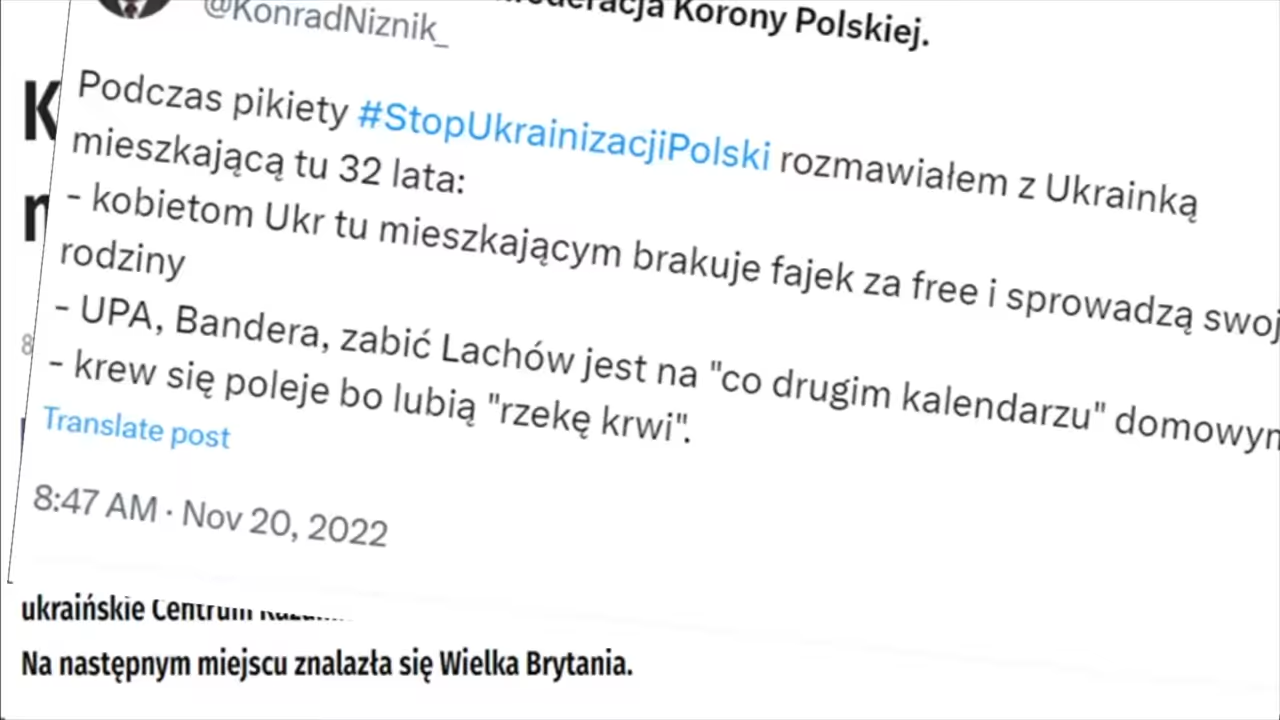 Korony Polskiej.
@KonradNiznik_
Podczas pikiety #StopUkrainizacjiPolski rozmawiałem z Ukrainką
mieszkającą tu 32 lata:
- kobietom Ukr tu mieszkającym brakuje fajek za free i sprowadzą swoj
rodziny
- UPA, Bandera, zabić Lachów jest na "co drugim kalendarzu" domowym
- krew się poleje bo lubią "rzekę krwi".
Translate post
8:47 AM · Nov 20, 2022
ukraińskie Centrum
Na następnym miejscu znalazła się Wielka Brytania.